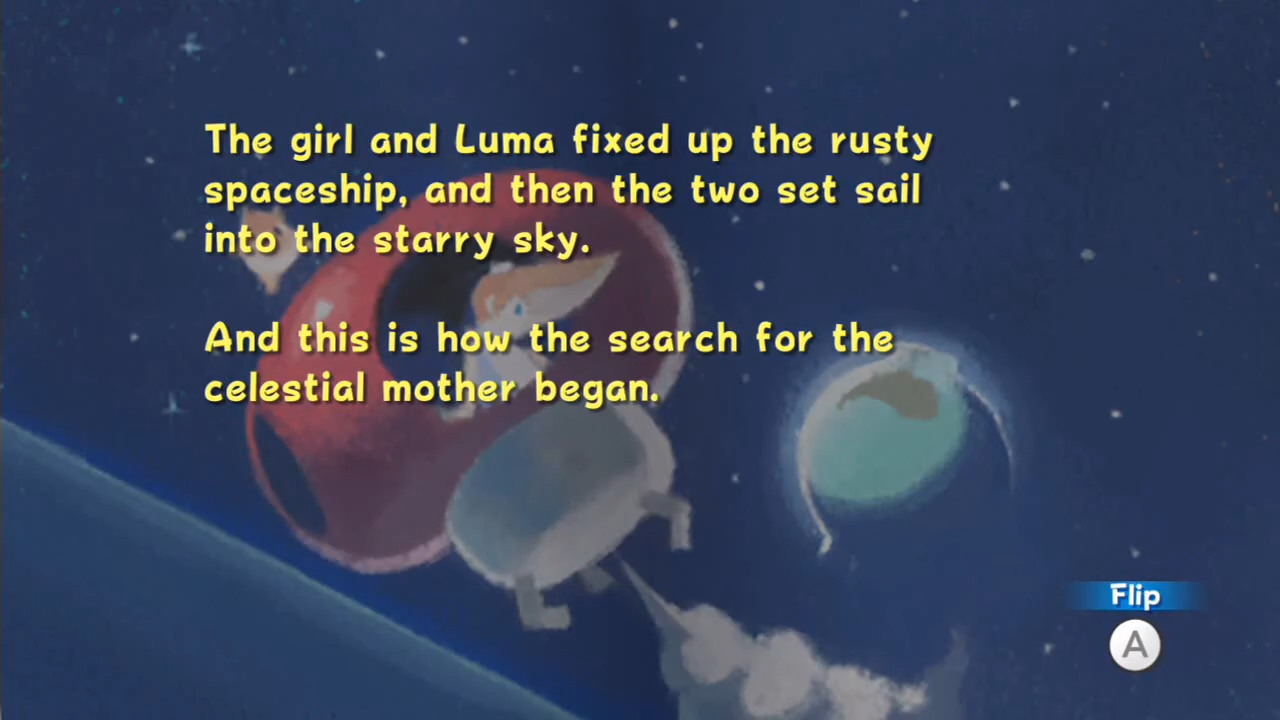 The girl and Luma fixed up the rusty
spaceship, and then the two set sail
into the starry sky.
And this is how the search for the
celestial mother began.
Flip
A